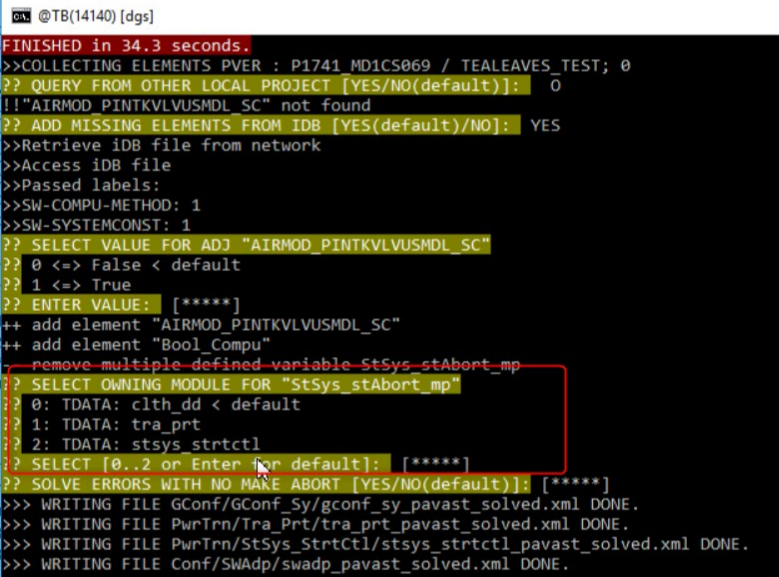 @TB(14140) [dgs]
FINISHED in 34.3 seconds.
>>COLLECTING ELEMENTS PVER : P1741_MD1CS069 / TEALEAVES_TEST; 0
?? QUERY FROM OTHER LOCAL PROJECT [YES/NO(default)]: O
!!"AIRMOD_PINTKVLVUSMDL_SC" not found
?? ADD MISSING ELEMENTS FROM IDB [YES(default)/NO]: YES
>>Retrieve iDB file from network
>>Access iDB file
>>Passed labels:
>>SW-COMPU-METHOD: 1
>>SW-SYSTEMCONST: 1
?? SELECT VALUE FOR ADJ "AIRMOD_PINTKVLVUSMDL_SC"
?? 0 <=> False < default
?? 1 <=> True
?? ENTER VALUE: [*****]
++ add element "AIRMOD_PINTKVLVUSMDL_SC"
++ add element "Bool_Compu"
- remove multiple defined variable StSys_stAbort_mp
?? SELECT OWNING MODULE FOR "StSys_stAbort_mp"
?? 0: TDATA: clth_dd < default
?? 1: TDATA: tra_prt
?? 2: TDATA: stsys_strtctl
?? SELECT [0..2 or Enter for default]: [*****]
?? SOLVE ERRORS WITH NO MAKE ABORT [YES/NO(default)]: [*****]
>>> WRITING FILE GConf/GConf_Sy/gconf_sy_pavast_solved.xml DONE.
>>> WRITING FILE PwrTrn/Tra_Prt/tra_prt_pavast_solved.xml DONE.
>>> WRITING FILE PwrTrn/StSys_StrtCtl/stsys_strtctl_pavast_solved.xml DONE.
>>> WRITING FILE Conf/SWAdp/swadp_pavast_solved.xml DONE.